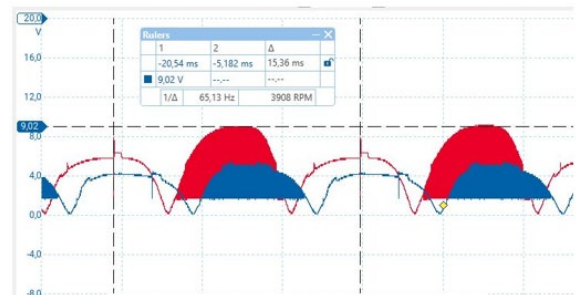 20,0
V
16,0
12,0
9,02
8,0
4,0
0,0
-4,0
-8,0
Rulers
1 2 Δ
-20,54 ms -5,182 ms 15,36 ms
9,02 V --,-- --,--
1/Δ 65,13 Hz 3908 RPM